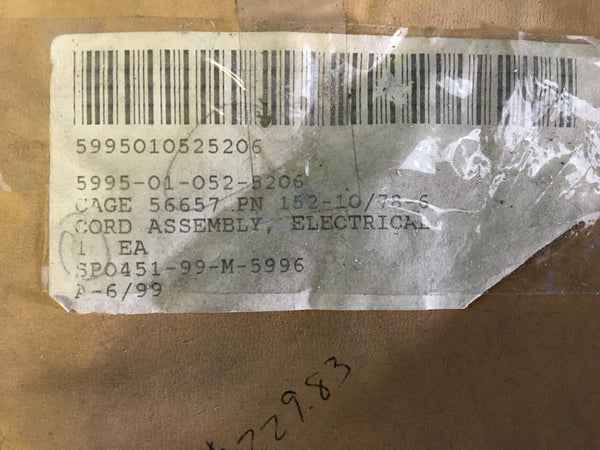 5995010525206
5995-01-052-5206
CAGE 56657 PN 152-10/78-6
CORD ASSEMBLY, ELECTRICAL
1 EA
SPO451-99-M-5996
A-6/99
229.83